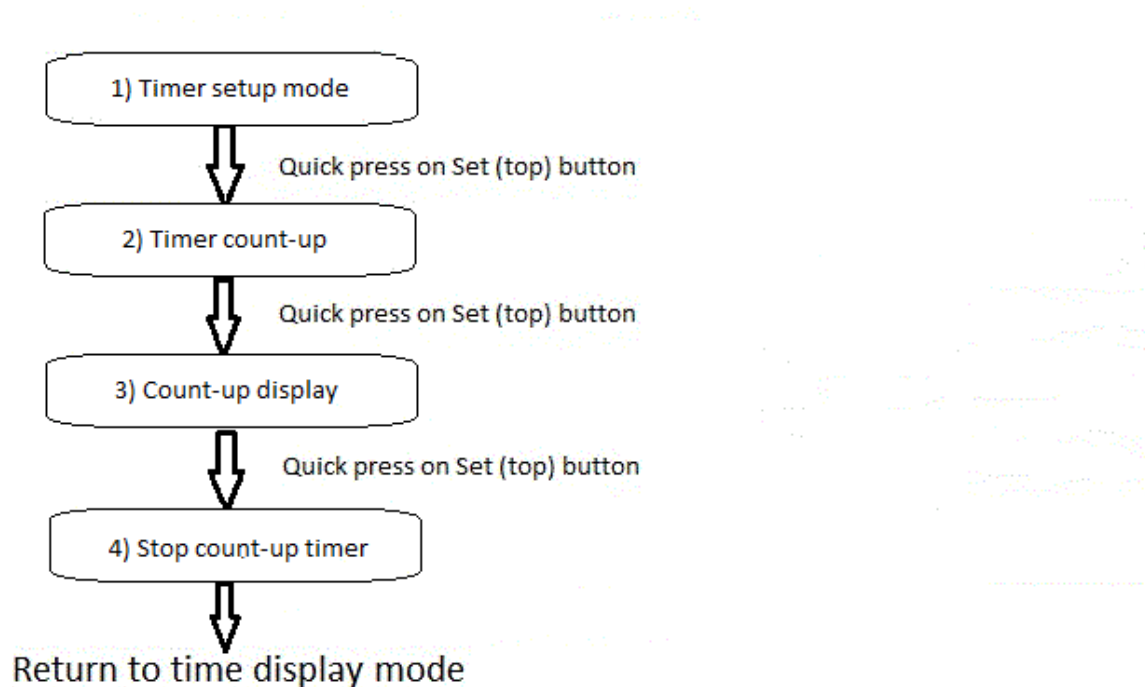 1) Timer setup mode
Quick press on Set (top) button
2) Timer count-up
Quick press on Set (top) button
3) Count-up display
Quick press on Set (top) button
4) Stop count-up timer
Return to time display mode